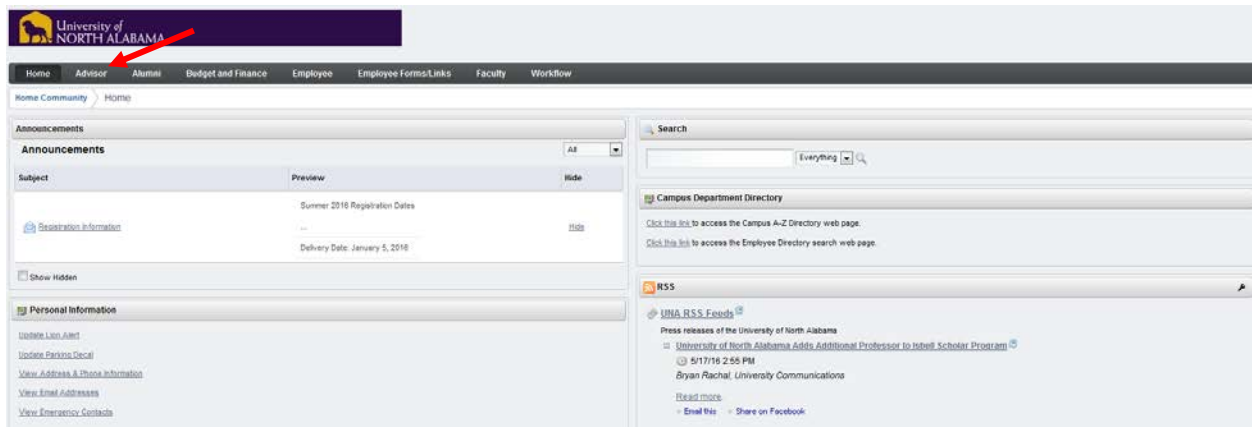 University of
NORTH ALABAMA
Home Advisor Alumni Budget and Finance Employee Employee Forms/Links Faculty Workflow
Home Community Home
Announcements
Announcements All
Subject Preview Hide
Summer 2016 Registration Dates
Registration Information ... Hide
Delivery Date: January 5, 2016
Show Hidden
Personal Information
Update Lion Alert
Update Parking Decal
View Address & Phone Information
View Email Addresses
View Emergency Contacts
Search
Everything
Campus Department Directory
Click this link to access the Campus A-Z Directory web page.
Click this link to access the Employee Directory search web page.
RSS
UNA RSS Feeds
Press releases of the University of North Alabama
University of North Alabama Adds Additional Professor to Isbell Scholar Program
5/17/16 2:55 PM
Bryan Rachal, University Communications
Read more.
Email this Share on Facebook